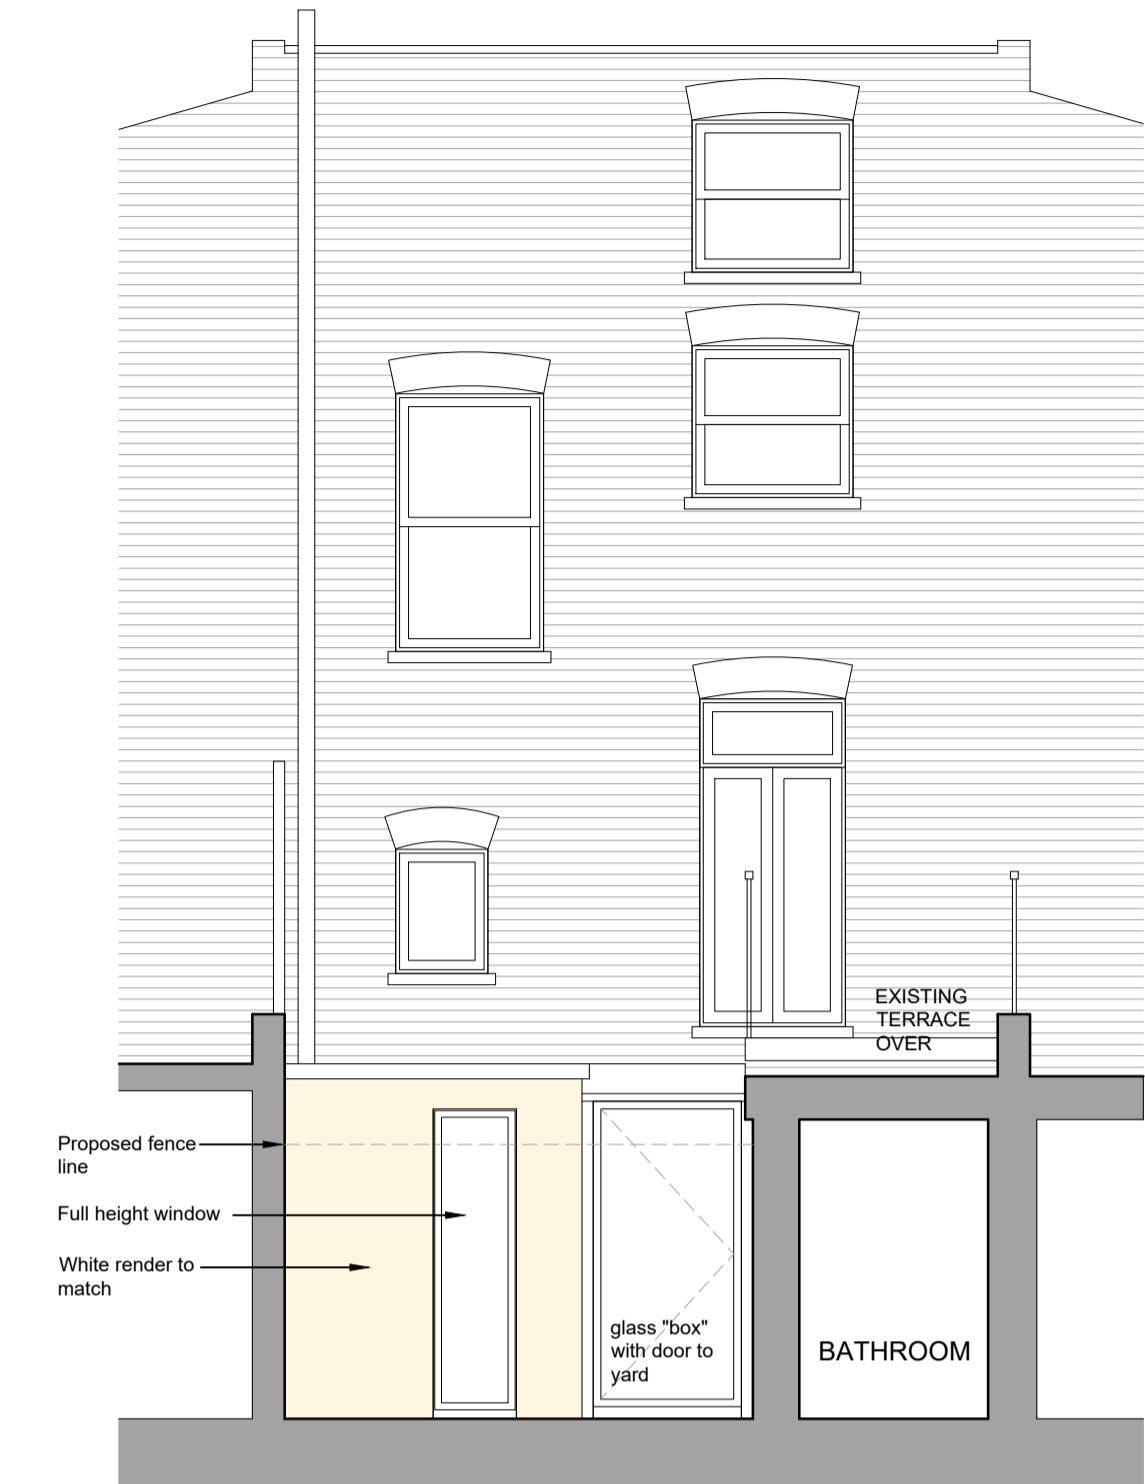 EXISTING
TERRACE
OVER
Proposed fence
line
Full height window
White render to
match
glass "box"
with door to
yard
BATHROOM